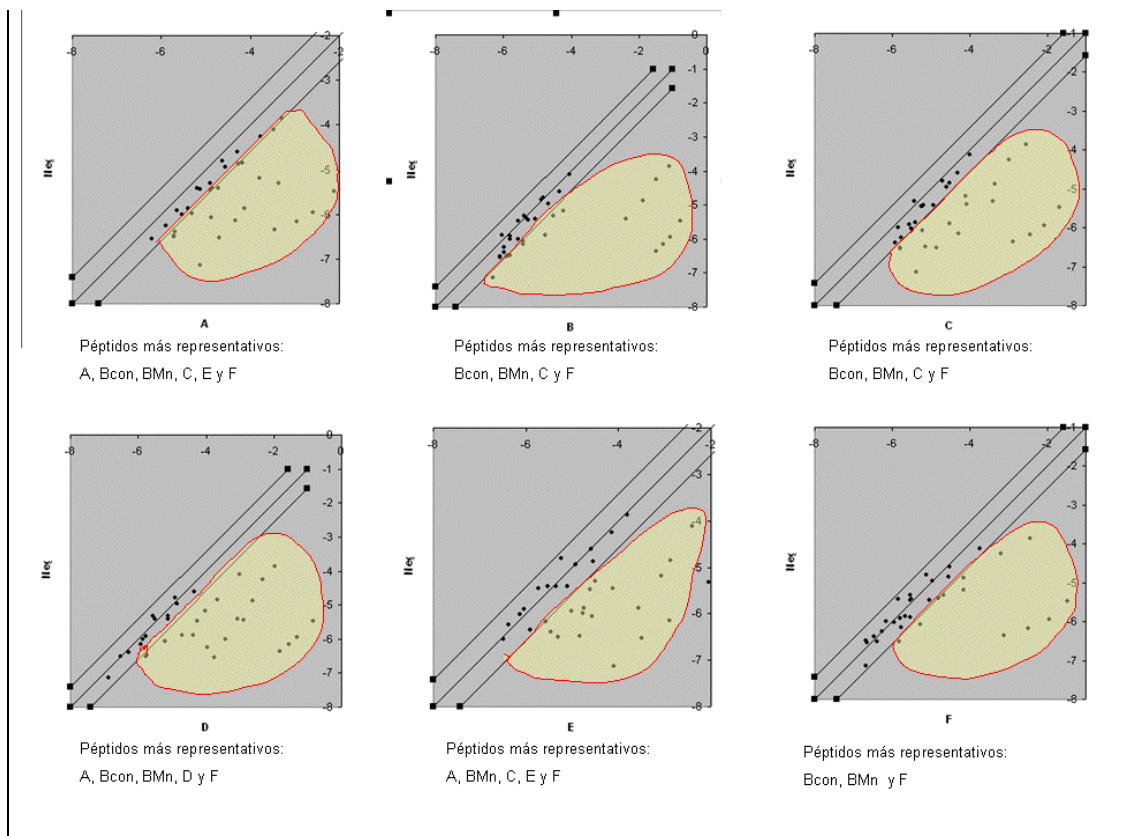 -2
-8 -6 -4 -2
-3
-4
-5
-6
-7
-8
A
Péptidos más representativos:
A, Bcon, BMn, C, E y F
0
-8 -6 -4 -2 0
-1
-2
-3
-4
-5
-6
-7
-8
B
Péptidos más representativos:
Bcon, BMn, C y F
-1
-8 -6 -4 -2
-2
-3
-4
-5
-6
-7
-8
C
Péptidos más representativos:
Bcon, BMn, C y F
0
-8 -6 -4 -2 0
-1
-2
-3
-4
-5
-6
-7
-8
D
Péptidos más representativos:
A, Bcon, BMn, D y F
-2
-8 -6 -4 -2
-3
-4
-5
-6
-7
-8
E
Péptidos más representativos:
A, BMn, C, E y F
-1
-8 -6 -4 -2
-2
-3
-4
-5
-6
-7
-8
F
Péptidos más representativos:
Bcon, BMn y F